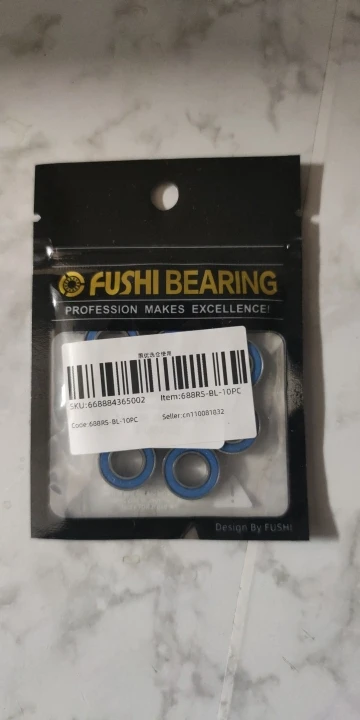 FUSHI BEARING
PROFESSION MAKES EXCELLENCE!
SKU:668884365002 Item:688RS-BL-10PC
Code:688RS-BL-10PC Seller:cn110081832
Design By FUSHI